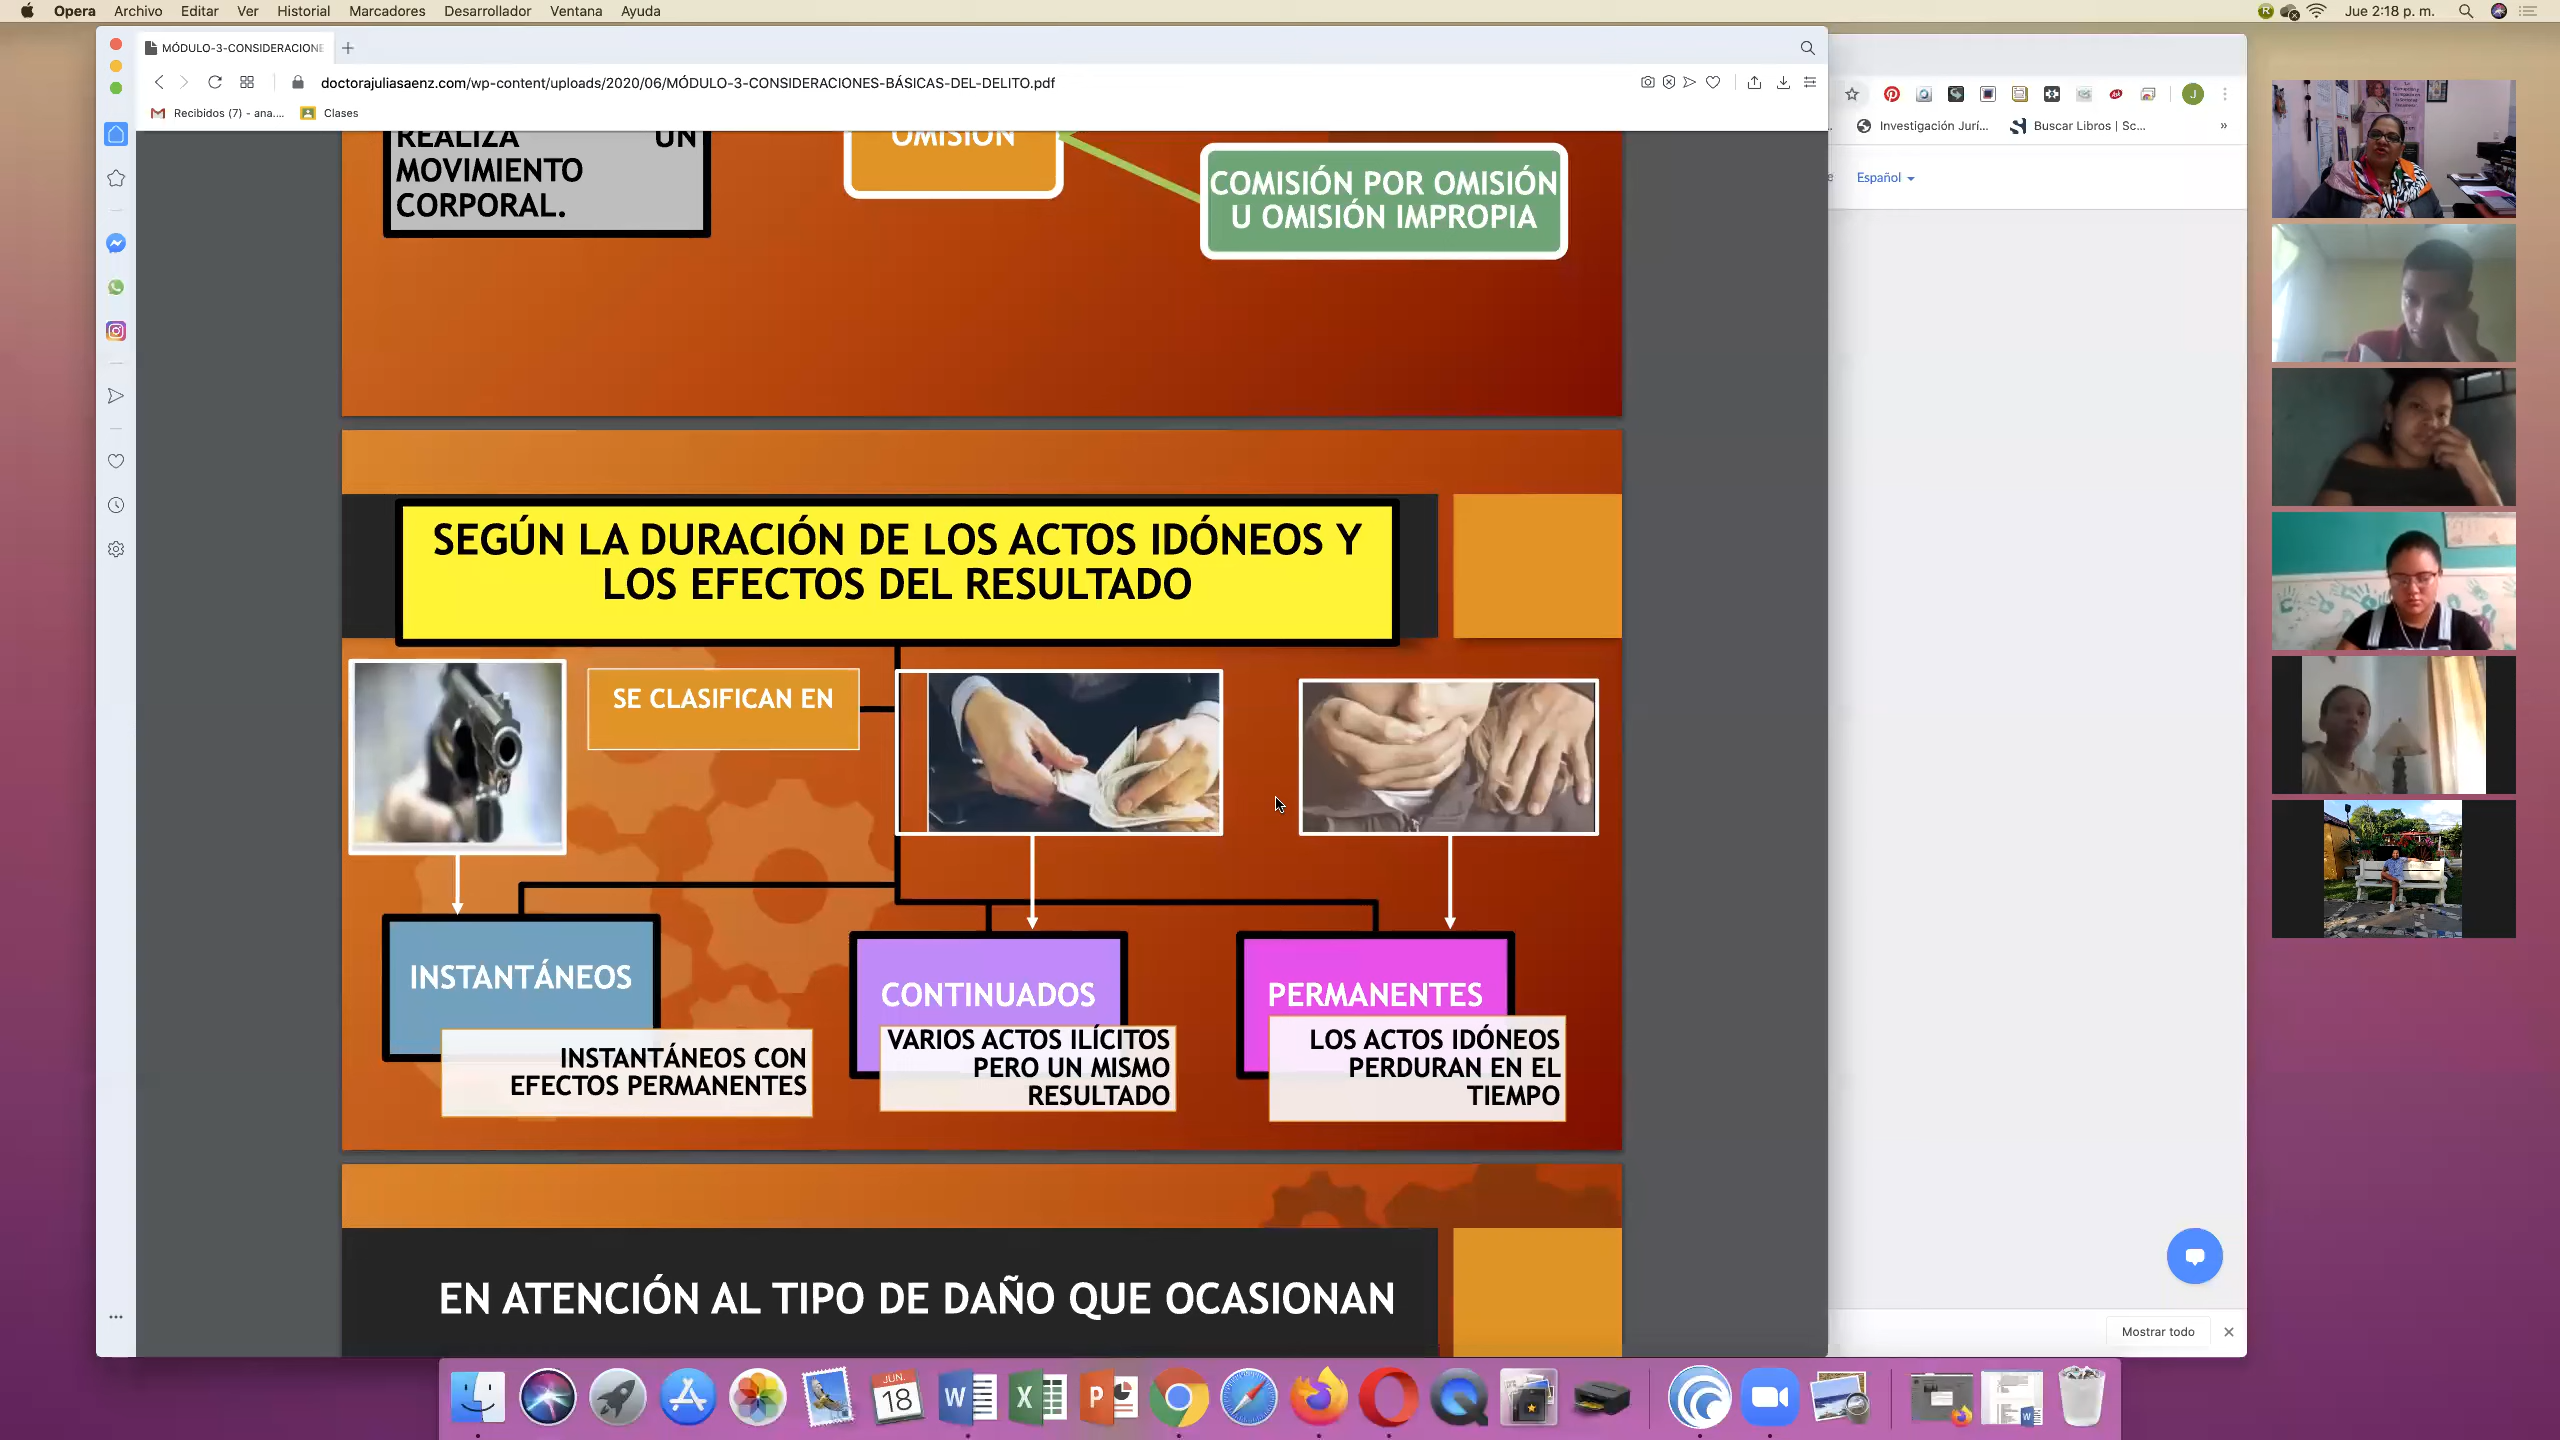 Opera Archivo Editar Ver Historial Marcadores Desarrollador Ventana Ayuda
Jue 2:18 p. m.
MÓDULO-3-CONSIDERACIONE
doctorajuliasaenz.com/wp-content/uploads/2020/06/MÓDULO-3-CONSIDERACIONES-BÁSICAS-DEL-DELITO.pdf
Recibidos (7) - ana.... Clases
Investigación Jurí... Buscar Libros | Sc... »
Español
J
REALIZA UN
MOVIMIENTO
CORPORAL.
OMISIÓN
COMISIÓN POR OMISIÓN
U OMISIÓN IMPROPIA
SEGÚN LA DURACIÓN DE LOS ACTOS IDÓNEOS Y
LOS EFECTOS DEL RESULTADO
SE CLASIFICAN EN
INSTANTÁNEOS
INSTANTÁNEOS CON
EFECTOS PERMANENTES
CONTINUADOS
VARIOS ACTOS ILÍCITOS
PERO UN MISMO
RESULTADO
PERMANENTES
LOS ACTOS IDÓNEOS
PERDURAN EN EL
TIEMPO
EN ATENCIÓN AL TIPO DE DAÑO QUE OCASIONAN
Mostrar todo
JUN.
18